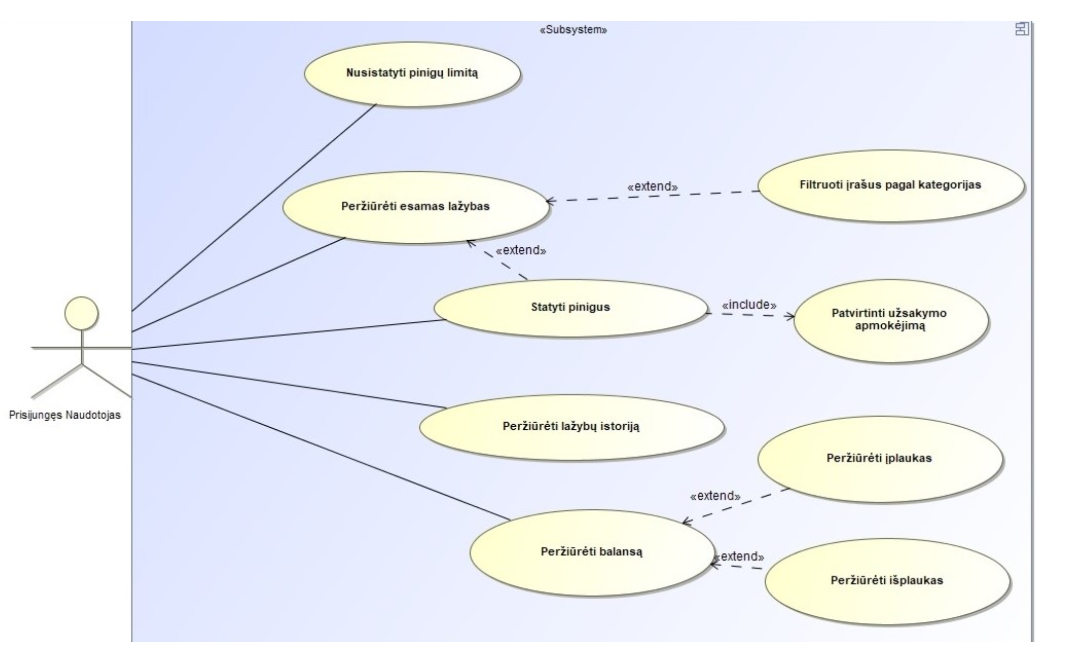 «Subsystem»
Nusistatyti pinigų limitą
Filtruoti įrašus pagal kategorijas
«extend»
Peržiūrėti esamas lažybas
«extend»
Statyti pinigus
«include»
Patvirtinti užsakymo
apmokėjimą
Prisijungęs Naudotojas
Peržiūrėti lažybų istoriją
Peržiūrėti įplaukas
«extend»
Peržiūrėti balansą
«extend»
Peržiūrėti išplaukas